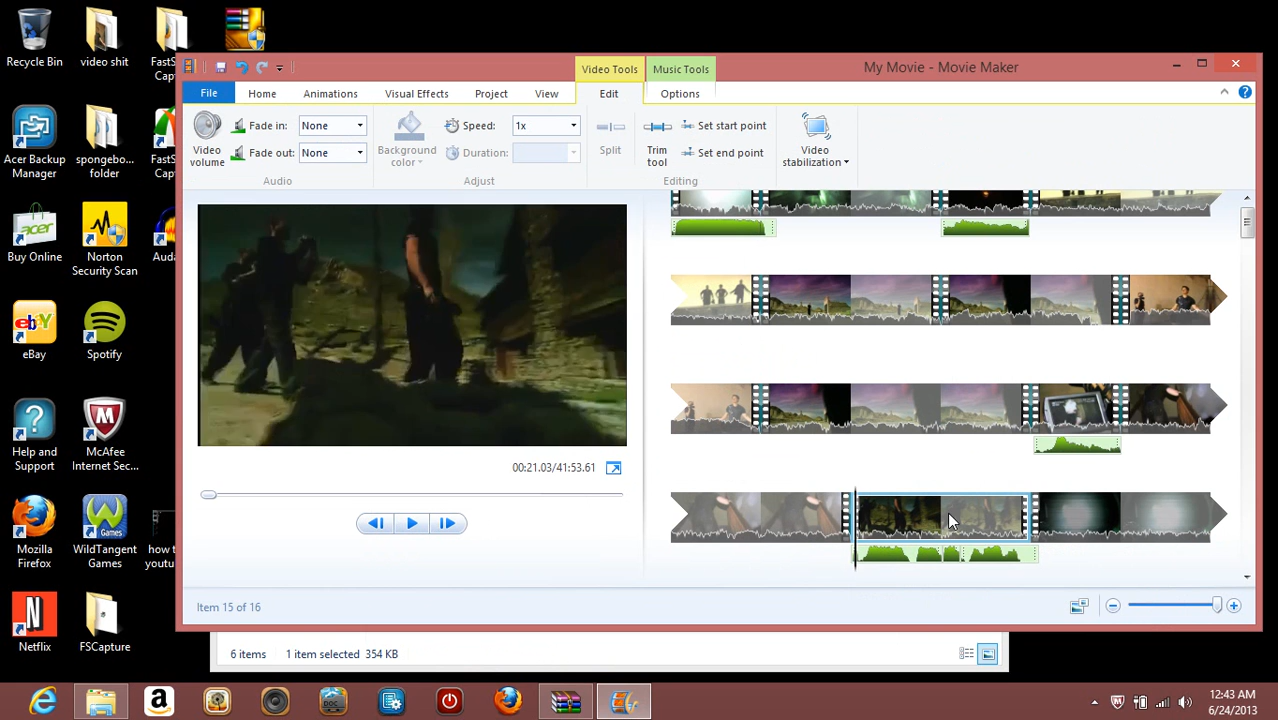 Recycle Bin
video shit
FastS
Capt
Acer Backup
Manager
spongebo...
folder
FastS
Cap
Buy Online
Norton
Security Scan
Auda
eBay
Spotify
Help and
Support
McAfee
Internet Sec...
Mozilla
Firefox
WildTangent
Games
how t
youtu
Netflix
FSCapture
Video Tools
Music Tools
My Movie - Movie Maker
File
Home
Animations
Visual Effects
Project
View
Edit
Options
Video
volume
Fade in:
None
Fade out:
None
Audio
Background
color
Speed:
1x
Duration:
Adjust
Split
Trim
tool
Set start point
Set end point
Editing
Video
stabilization
00:21.03/41:53.61
Item 15 of 16
6 items
1 item selected 354 KB
12:43 AM
6/24/2013